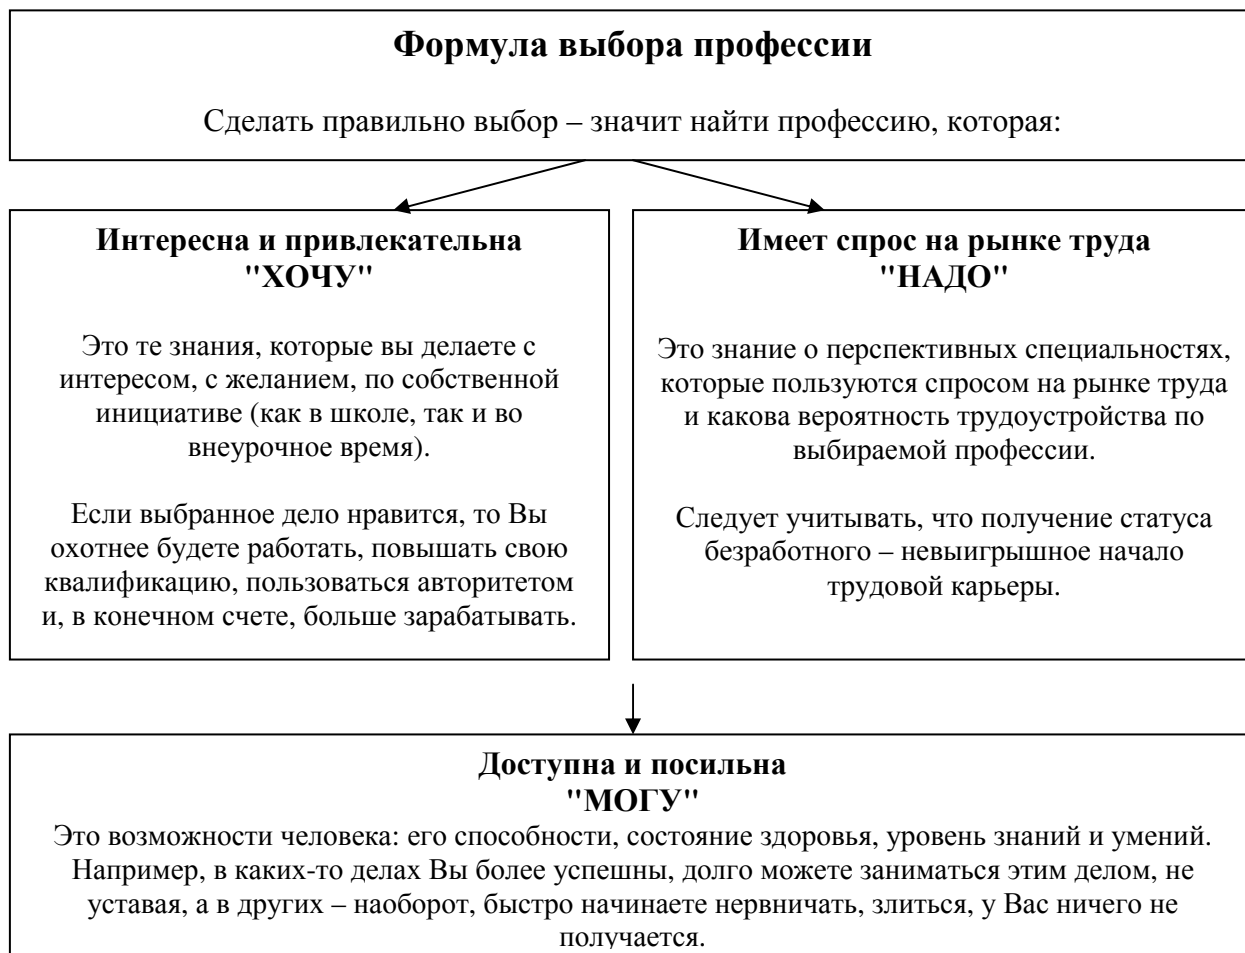 Формула выбора профессии
Сделать правильно выбор – значит найти профессию, которая:
Интересна и привлекательна
"ХОЧУ"
Это те знания, которые вы делаете с
интересом, с желанием, по собственной
инициативе (как в школе, так и во
внеурочное время).
Если выбранное дело нравится, то Вы
охотнее будете работать, повышать свою
квалификацию, пользоваться авторитетом
и, в конечном счете, больше зарабатывать.
Имеет спрос на рынке труда
"НАДО"
Это знание о перспективных специальностях,
которые пользуются спросом на рынке труда
и какова вероятность трудоустройства по
выбираемой профессии.
Следует учитывать, что получение статуса
безработного – невыигрышное начало
трудовой карьеры.
Доступна и посильна
"МОГУ"
Это возможности человека: его способности, состояние здоровья, уровень знаний и умений.
Например, в каких-то делах Вы более успешны, долго можете заниматься этим делом, не
уставая, а в других – наоборот, быстро начинаете нервничать, злиться, у Вас ничего не
получается.